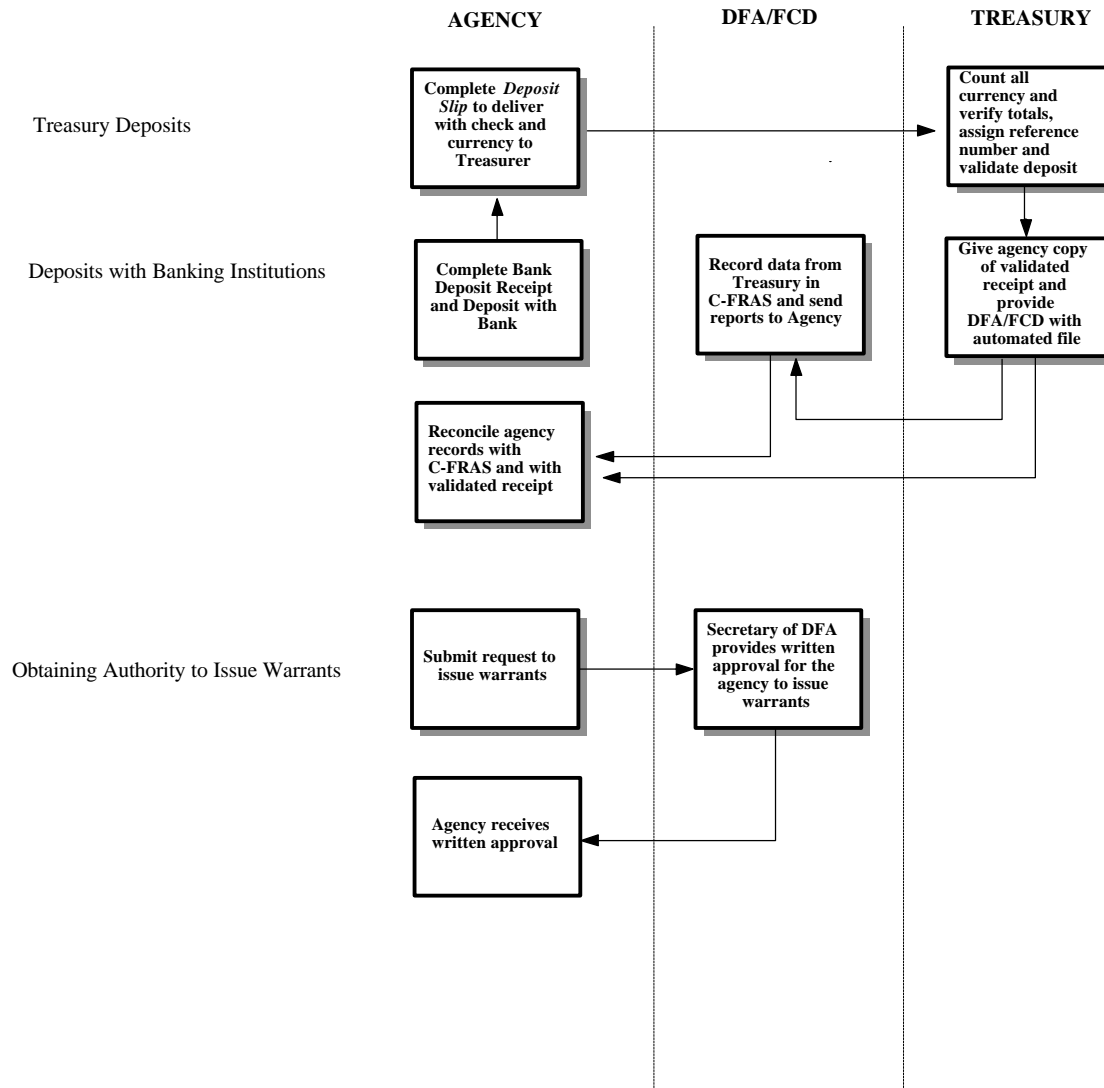 AGENCY
DFA/FCD
TREASURY
Treasury Deposits
Complete Deposit
Slip to deliver
with check and
currency to
Treasurer
Count all
currency and
verify totals,
assign reference
number and
validate deposit
Deposits with Banking Institutions
Complete Bank
Deposit Receipt
and Deposit with
Bank
Record data from
Treasury in
C-FRAS and send
reports to Agency
Give agency copy
of validated
receipt and
provide
DFA/FCD with
automated file
Reconcile agency
records with
C-FRAS and with
validated receipt
Obtaining Authority to Issue Warrants
Submit request to
issue warrants
Secretary of DFA
provides written
approval for the
agency to issue
warrants
Agency receives
written approval